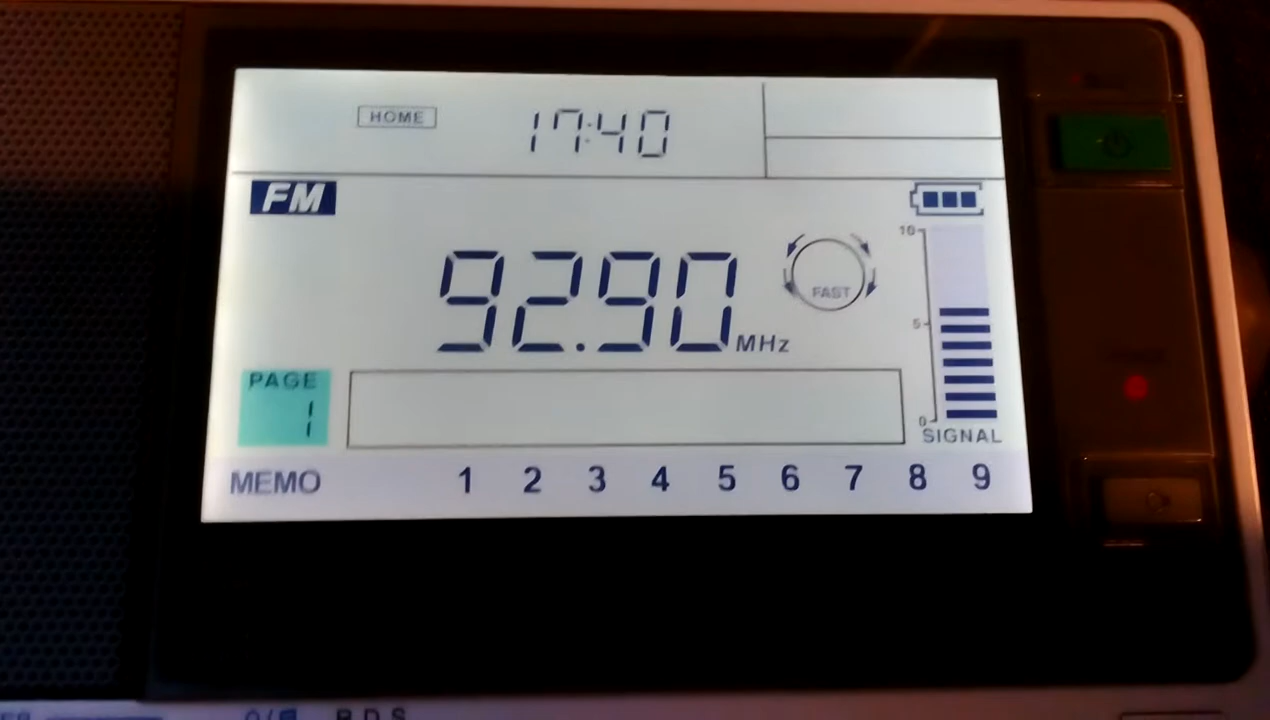 HOME 17:40
FM
92.90 MHz
FAST
10
5
0
SIGNAL
PAGE
1
MEMO 1 2 3 4 5 6 7 8 9
R.D.S